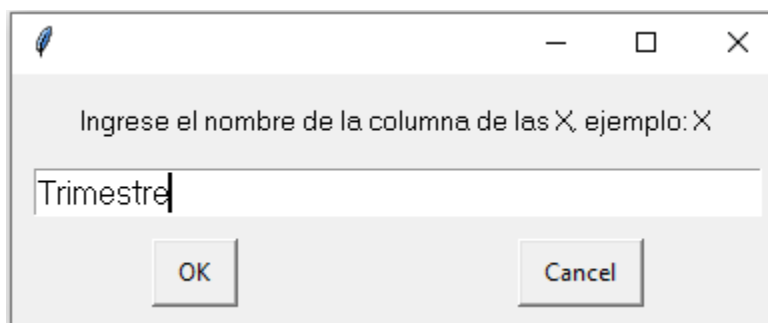 Ingrese el nombre de la columna de las X, ejemplo: X
Trimestre
OK Cancel